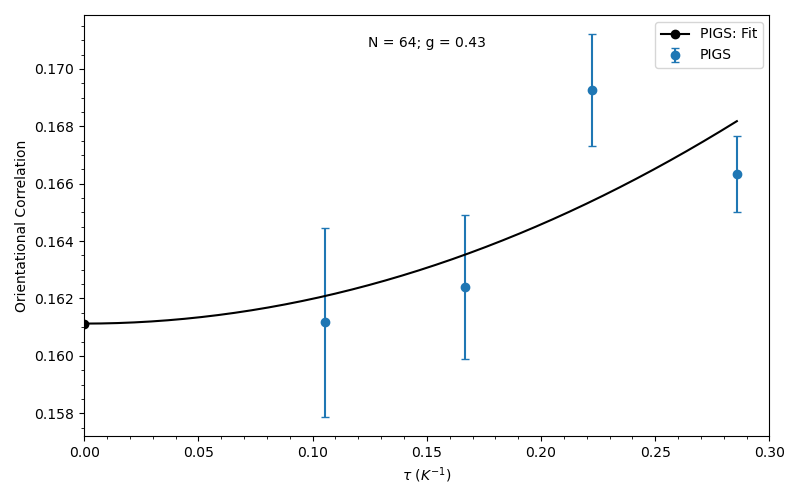 N = 64; g = 0.43
PIGS: Fit
PIGS
0.170
0.168
0.166
0.164
0.162
0.160
0.158
Orientational Correlation
0.00 0.05 0.10 0.15 0.20 0.25 0.30
τ (K⁻¹)